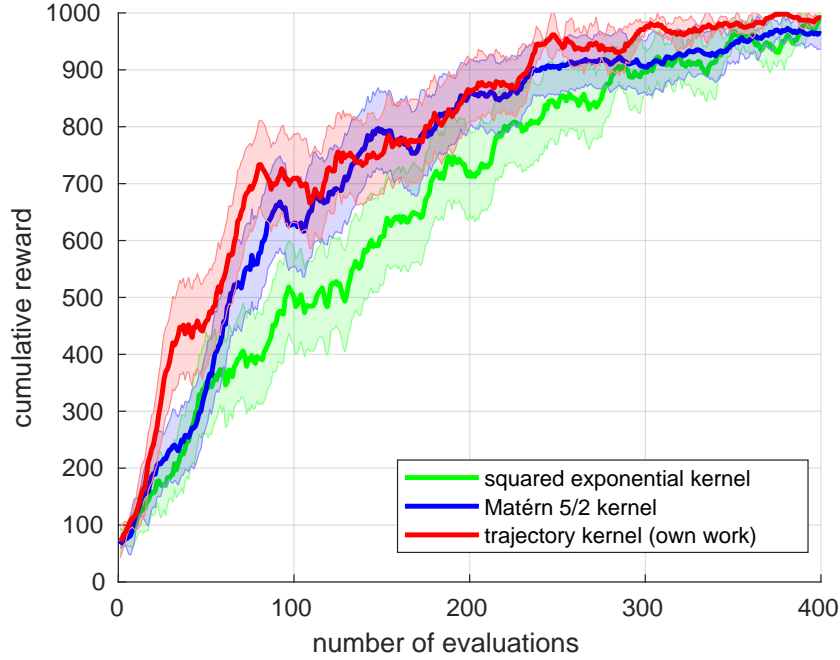 1000
900
800
700
600
500
400
300
200
100
0
cumulative reward
squared exponential kernel
Matérn 5/2 kernel
trajectory kernel (own work)
0 100 200 300 400
number of evaluations